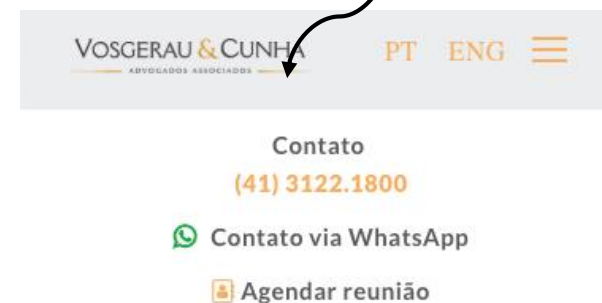 VOSGERAU & CUNHA PT ENG
ADVOGADOS ASSOCIADOS
Contato
(41) 3122.1800
Contato via WhatsApp
Agendar reunião